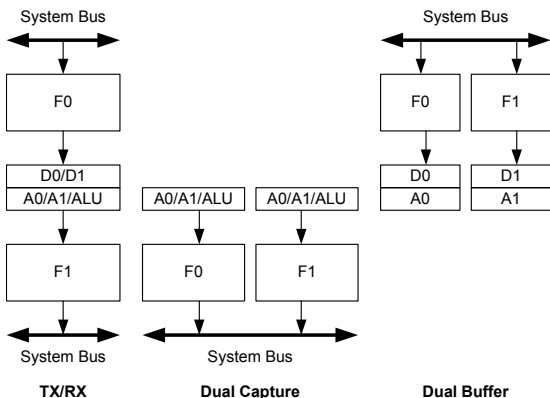 System Bus
System Bus
F0
F0
F1
D0/D1
D0
D1
A0/A1/ALU
A0/A1/ALU
A0/A1/ALU
A0
A1
F1
F0
F1
System Bus
System Bus
TX/RX
Dual Capture
Dual Buffer